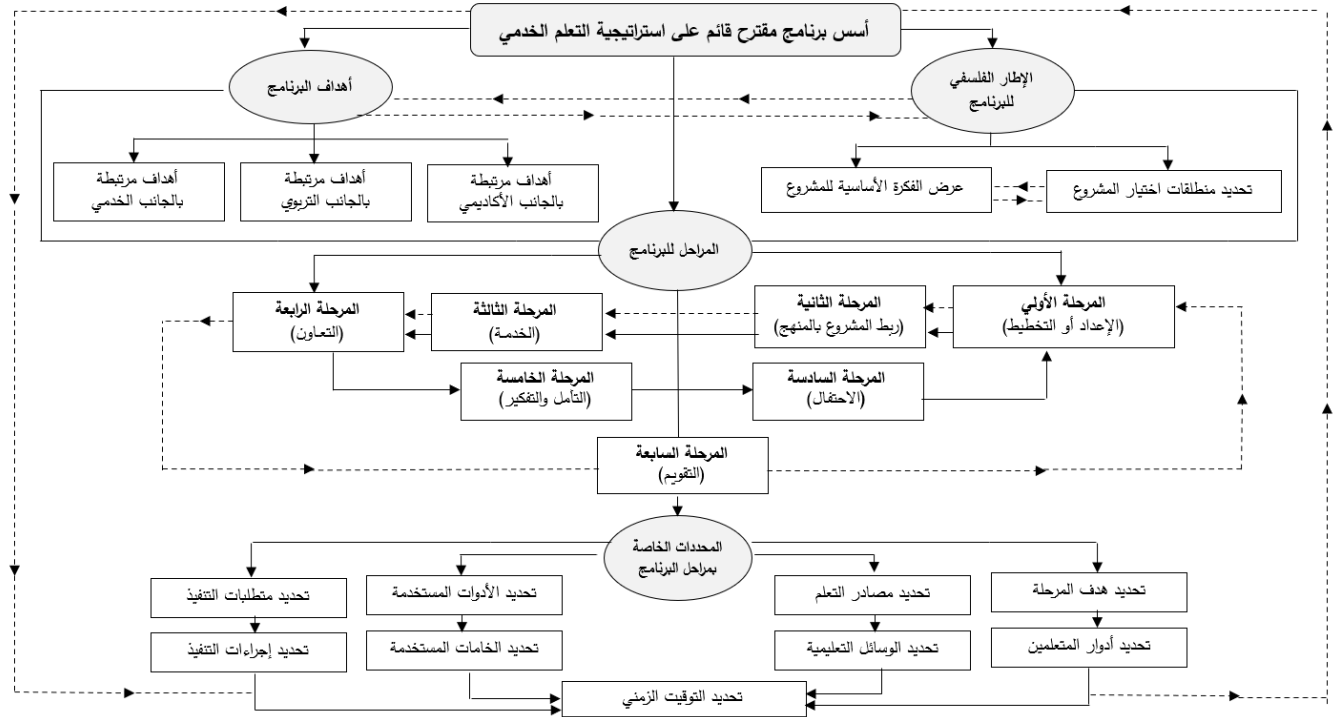 أسس برنامج مقترح قائم على استراتيجية التعلم الخدمي
الإطار الفلسفي
للبرنامج
أهداف البرنامج
تحديد منطلقات اختيار المشروع
عرض الفكرة الأساسية للمشروع
أهداف مرتبطة
بالجانب الأكاديمي
أهداف مرتبطة
بالجانب التربوي
أهداف مرتبطة
بالجانب الخدمي
المراحل للبرنامج
المرحلة الأولي
(الإعداد أو التخطيط)
المرحلة الثانية
(ربط المشروع بالمنهج)
المرحلة الثالثة
(الخدمة)
المرحلة الرابعة
(التعاون)
المرحلة الخامسة
(التأمل والتفكير)
المرحلة السادسة
(الاحتفال)
المرحلة السابعة
(التقويم)
المحددات الخاصة
بمراحل البرنامج
تحديد هدف المرحلة
تحديد مصادر التعلم
تحديد الأدوات المستخدمة
تحديد متطلبات التنفيذ
تحديد أدوار المتعلمين
تحديد الوسائل التعليمية
تحديد الخامات المستخدمة
تحديد إجراءات التنفيذ
تحديد التوقيت الزمني